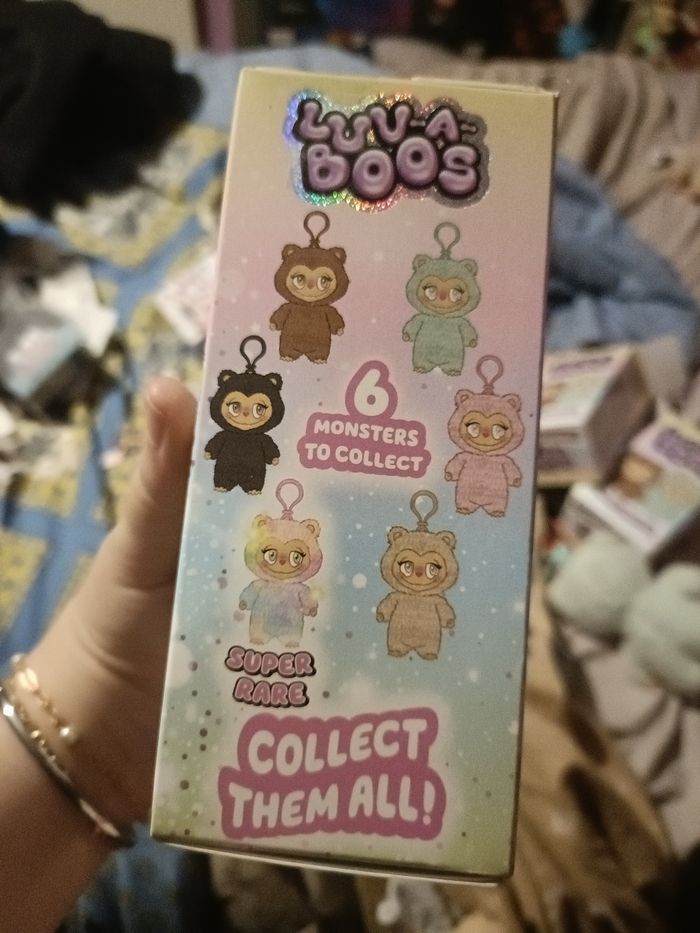 LUV-A-
BOOS
6
MONSTERS
TO COLLECT
SUPER
RARE
COLLECT
THEM ALL!